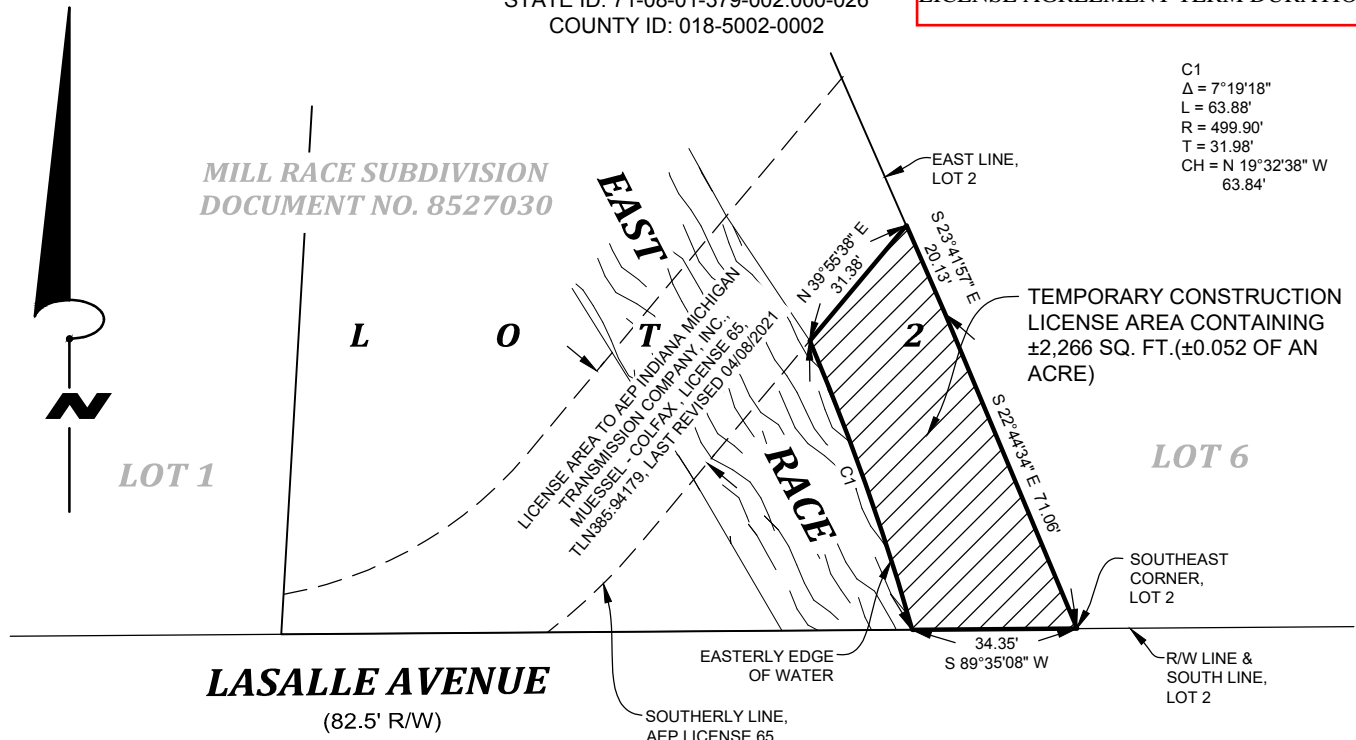 STATE ID: 71-08-01-379-002.000-026
COUNTY ID: 018-5002-0002
LICENSE AGREEMENT TERM DURATIO
C1
Δ = 7°19'18"
L = 63.88'
R = 499.90'
T = 31.98'
CH = N 19°32'38" W
63.84'
MILL RACE SUBDIVISION
DOCUMENT NO. 8527030
EAST LINE,
LOT 2
EAST
RACE
N 39°55'38" E
31.38'
S 23°41'57" E
20.13'
TEMPORARY CONSTRUCTION
LICENSE AREA CONTAINING
±2,266 SQ. FT.(±0.052 OF AN
ACRE)
L O T 2
N
LICENSE AREA TO AEP INDIANA MICHIGAN
TRANSMISSION COMPANY, INC.,
MUESSEL - COLFAX , LICENSE 65,
TLN385:94179, LAST REVISED 04/08/2021
S 22°44'34" E 71.06'
LOT 1
LOT 6
C1
SOUTHEAST
CORNER,
LOT 2
34.35'
S 89°35'08" W
EASTERLY EDGE
OF WATER
R/W LINE &
SOUTH LINE,
LOT 2
LASALLE AVENUE
(82.5' R/W)
SOUTHERLY LINE,
AEP LICENSE 65